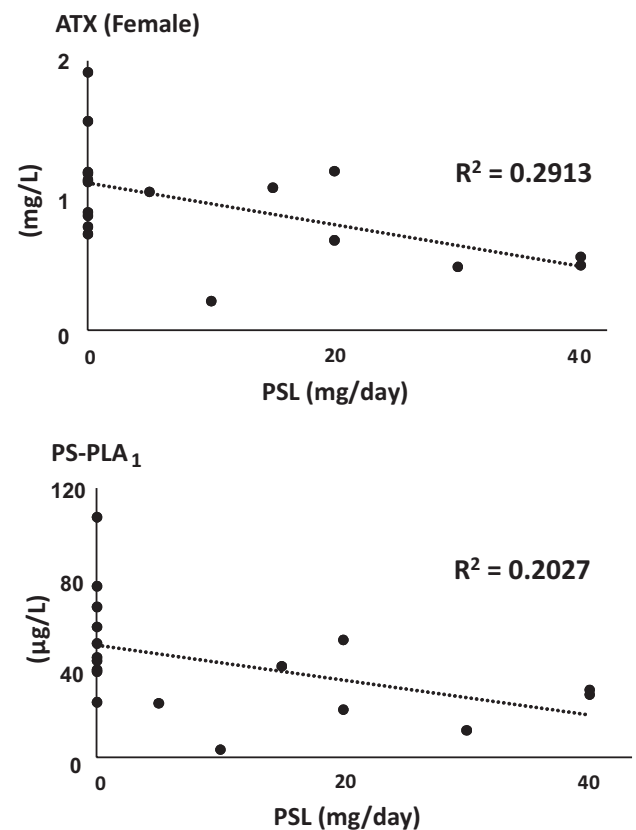 ATX (Female)
2
1
0
(mg/L)
R² = 0.2913
0 20 40
PSL (mg/day)
PS-PLA₁
120
80
40
0
(µg/L)
R² = 0.2027
0 20 40
PSL (mg/day)